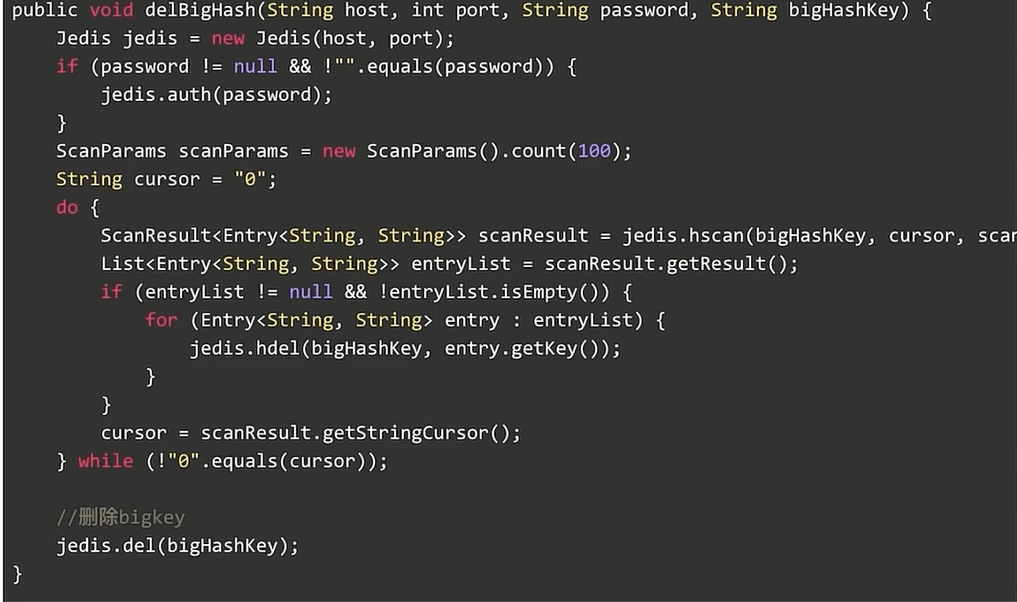 public void delBigHash(String host, int port, String password, String bigHashKey) {
    Jedis jedis = new Jedis(host, port);
    if (password != null && !"".equals(password)) {
        jedis.auth(password);
    }
    ScanParams scanParams = new ScanParams().count(100);
    String cursor = "0";
    do {
        ScanResult<Entry<String, String>> scanResult = jedis.hscan(bigHashKey, cursor,
        List<Entry<String, String>> entryList = scanResult.getResult();
        if (entryList != null && !entryList.isEmpty()) {
            for (Entry<String, String> entry : entryList) {
                jedis.hdel(bigHashKey, entry.getKey());
            }
        }
        cursor = scanResult.getStringCursor();
    } while (!"0".equals(cursor));
    //删除bigkey
    jedis.del(bigHashKey);
}